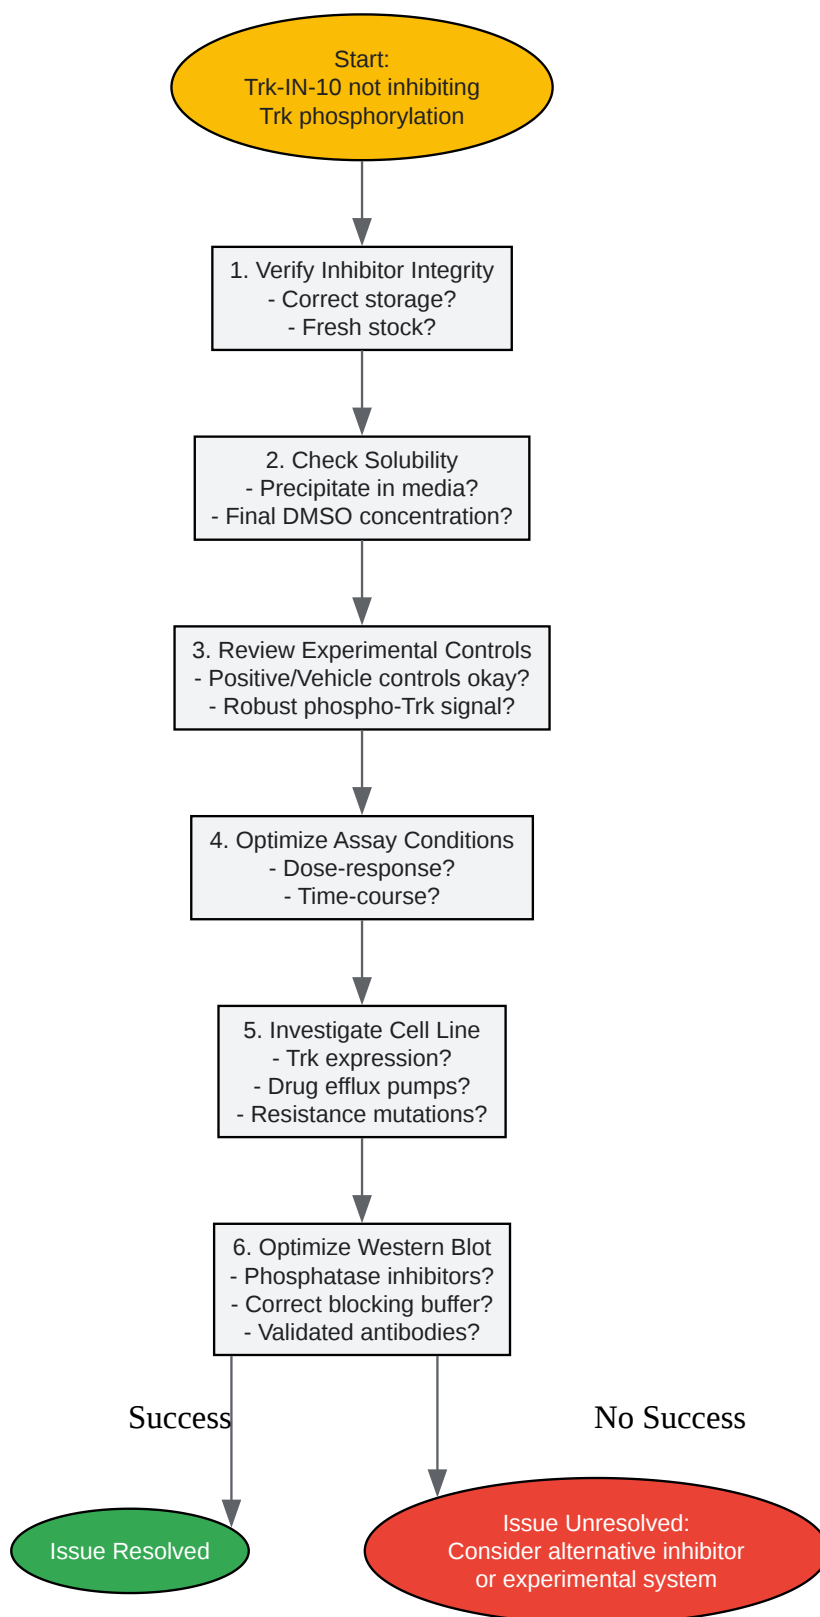 Start:
Trk-IN-10 not inhibiting
Trk phosphorylation
1. Verify Inhibitor Integrity
- Correct storage?
- Fresh stock?
2. Check Solubility
- Precipitate in media?
- Final DMSO concentration?
3. Review Experimental Controls
- Positive/Vehicle controls okay?
- Robust phospho-Trk signal?
4. Optimize Assay Conditions
- Dose-response?
- Time-course?
5. Investigate Cell Line
- Trk expression?
- Drug efflux pumps?
- Resistance mutations?
6. Optimize Western Blot
- Phosphatase inhibitors?
- Correct blocking buffer?
- Validated antibodies?
Success
No Success
Issue Resolved
Issue Unresolved:
Consider alternative inhibitor
or experimental system